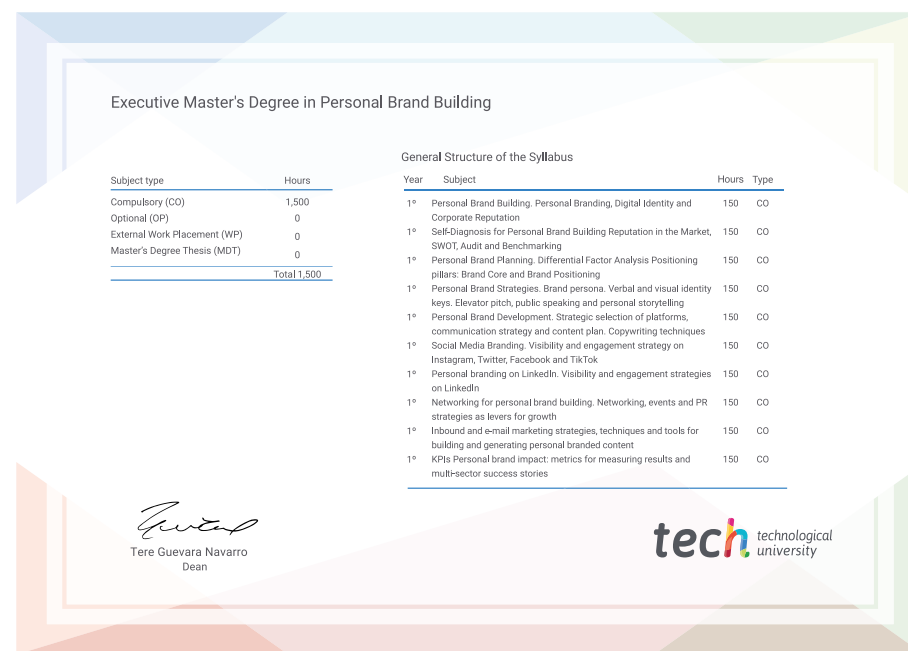 Executive Master's Degree in Personal Brand Building
General Structure of the Syllabus
Subject type Hours
Compulsory (CO) 1,500
Optional (OP) 0
External Work Placement (WP) 0
Master's Degree Thesis (MDT) 0
Total 1,500
Year Subject Hours Type
1º Personal Brand Building. Personal Branding, Digital Identity and 150 CO
Corporate Reputation
1º Self-Diagnosis for Personal Brand Building Reputation in the Market, 150 CO
SWOT, Audit and Benchmarking
1º Personal Brand Planning. Differential Factor Analysis Positioning 150 CO
pillars: Brand Core and Brand Positioning
1º Personal Brand Strategies. Brand persona. Verbal and visual identity 150 CO
keys. Elevator pitch, public speaking and personal storytelling
1º Personal Brand Development. Strategic selection of platforms, 150 CO
communication strategy and content plan. Copywriting techniques
1º Social Media Branding. Visibility and engagement strategy on 150 CO
Instagram, Twitter, Facebook and TikTok
1º Personal branding on LinkedIn. Visibility and engagement strategies 150 CO
on LinkedIn
1º Networking for personal brand building. Networking, events and PR 150 CO
strategies as levers for growth
1º Inbound and e-mail marketing strategies, techniques and tools for 150 CO
building and generating personal branded content
1º KPIs Personal brand impact: metrics for measuring results and 150 CO
multi-sector success stories
Tere Guevara Navarro
Dean
tech technological
university